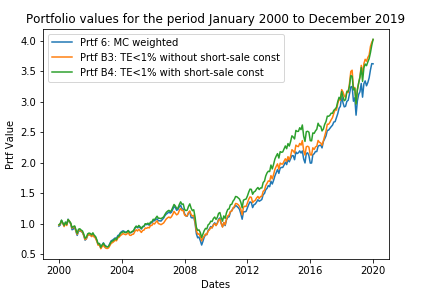 Portfolio values for the period January 2000 to December 2019
Prtf 6: MC weighted
Prtf B3: TE<1% without short-sale const
Prtf B4: TE<1% with short-sale const
Prtf Value
4.0
3.5
3.0
2.5
2.0
1.5
1.0
0.5
2000 2004 2008 2012 2016 2020
Dates